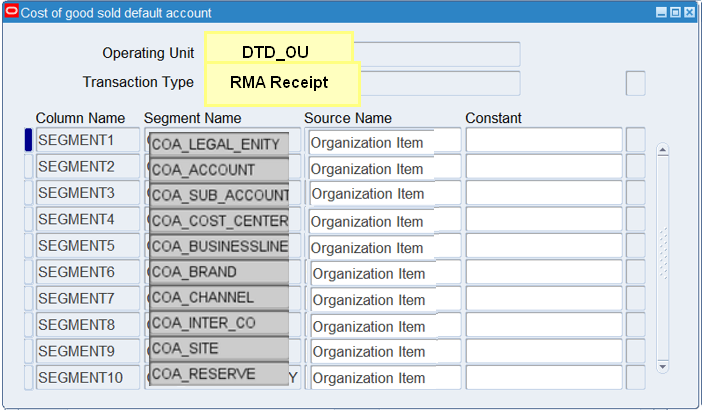 Cost of good sold default account
Operating Unit DTD_OU
Transaction Type RMA Receipt
Column Name Segment Name Source Name Constant
SEGMENT1 COA_LEGAL_ENITY Organization Item
SEGMENT2 COA_ACCOUNT Organization Item
SEGMENT3 COA_SUB_ACCOUNT Organization Item
SEGMENT4 COA_COST_CENTER Organization Item
SEGMENT5 COA_BUSINESSLINE Organization Item
SEGMENT6 COA_BRAND Organization Item
SEGMENT7 COA_CHANNEL Organization Item
SEGMENT8 COA_INTER_CO Organization Item
SEGMENT9 COA_SITE Organization Item
SEGMENT10 COA_RESERVE Y Organization Item